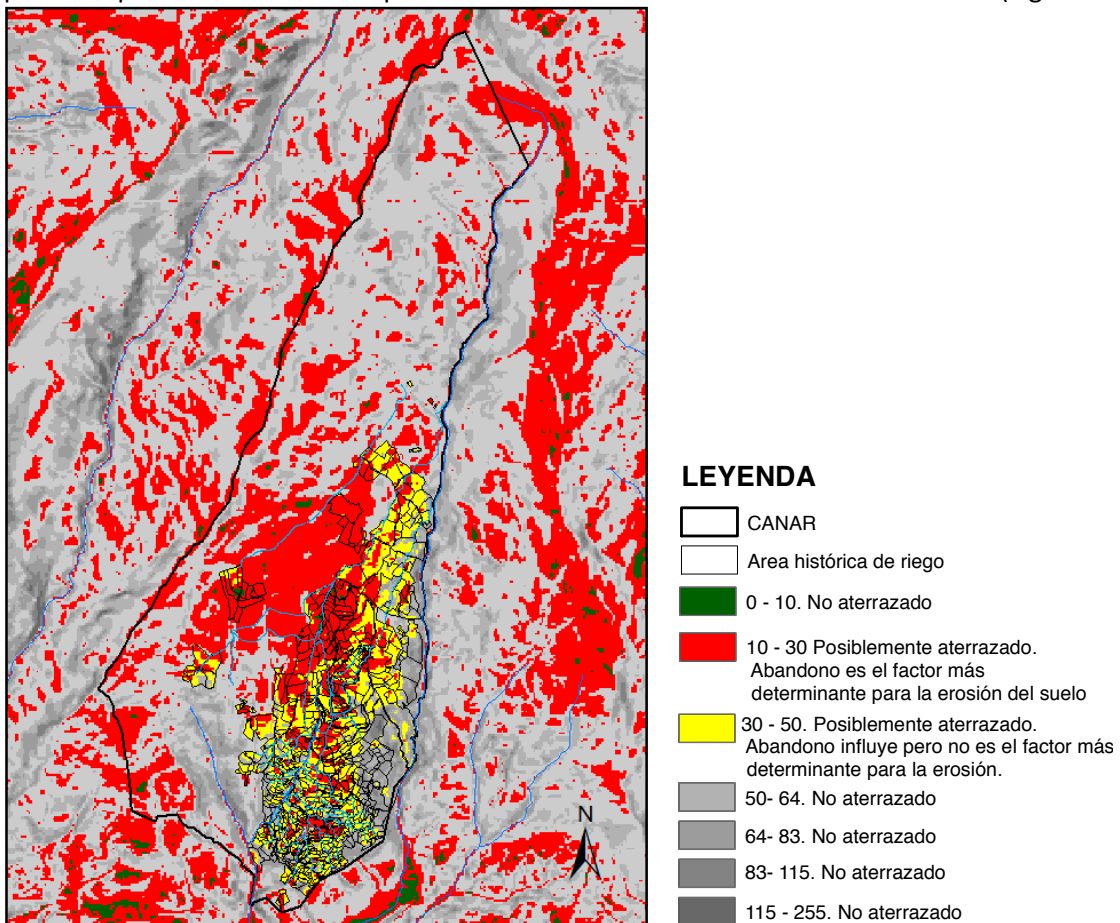 N
LEYENDA
CANAR
Area histórica de riego
0 - 10. No aterrazado
10 - 30 Posiblemente aterrazado.
Abandono es el factor más
determinante para la erosión del suelo
30 - 50. Posiblemente aterrazado.
Abandono influye pero no es el factor más
determinante para la erosión.
50- 64. No aterrazado
64- 83. No aterrazado
83- 115. No aterrazado
115 - 255. No aterrazado